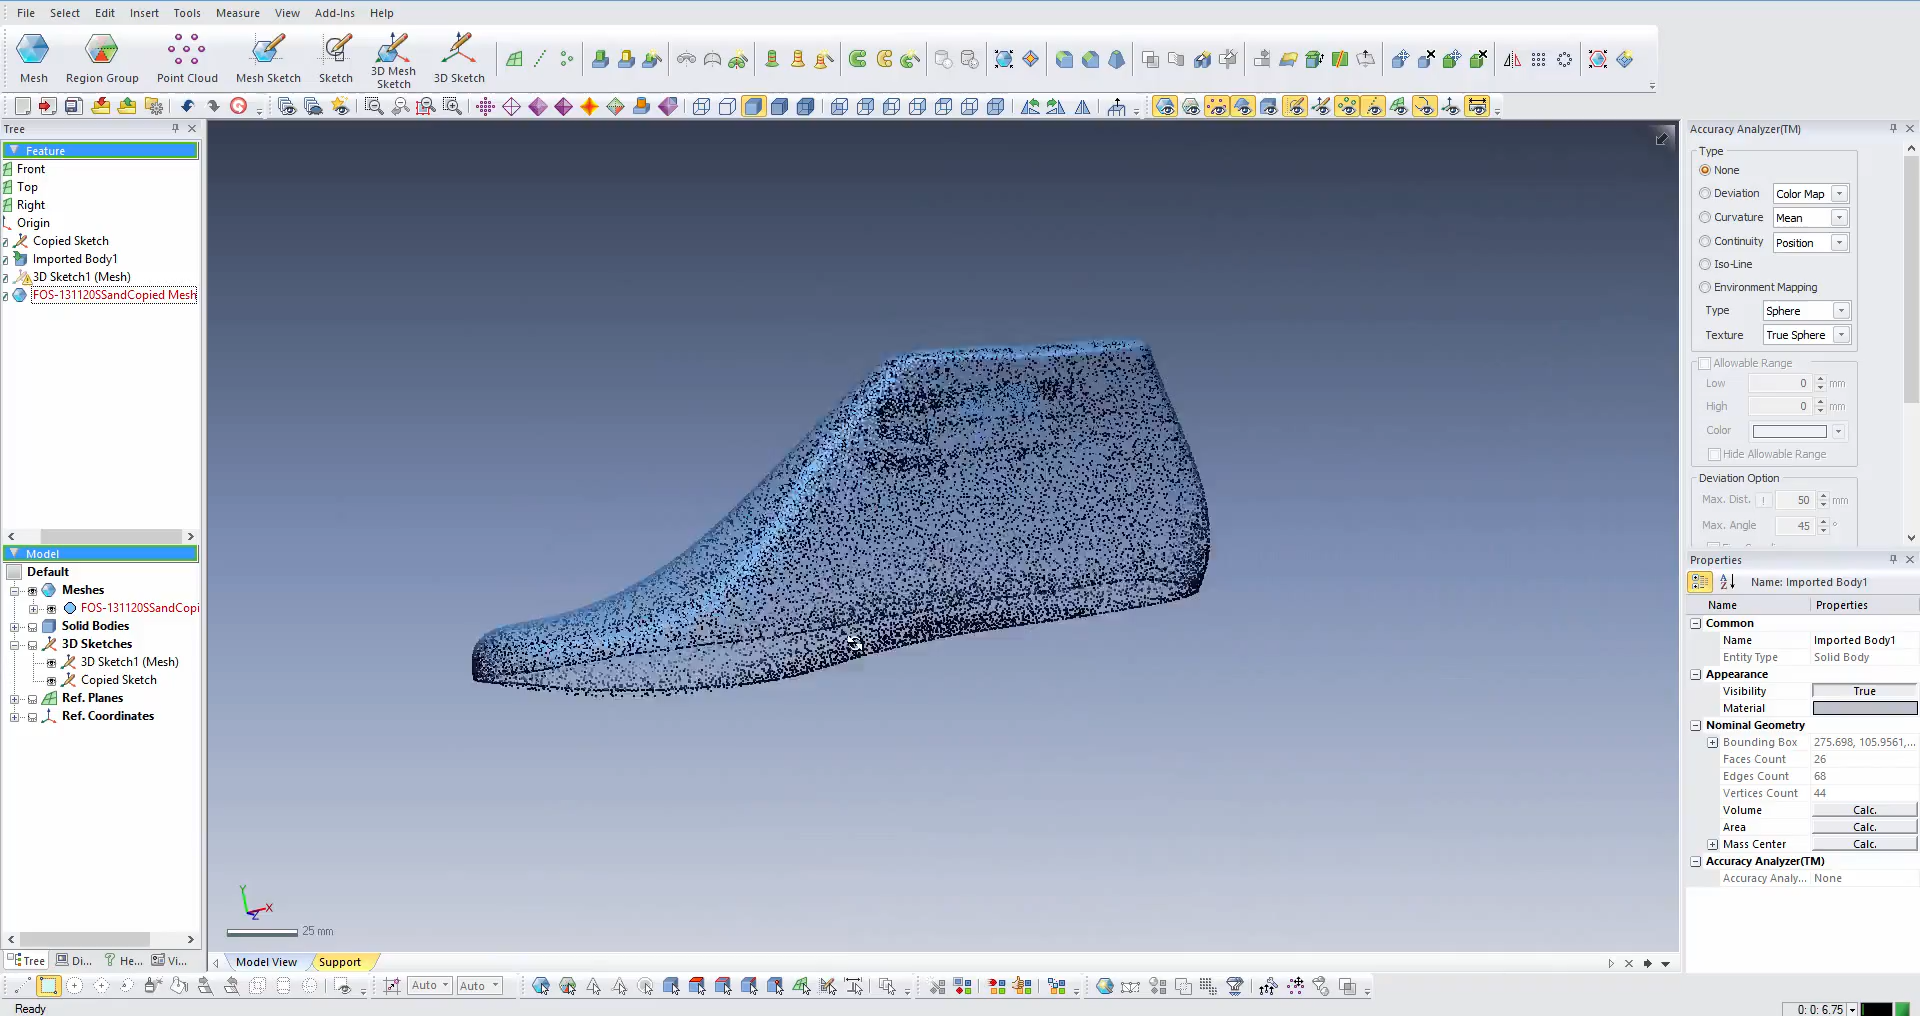 File Select Edit Insert Tools Measure View Add-Ins Help
Mesh Region Group Point Cloud Mesh Sketch Sketch 3D Mesh Sketch 3D Sketch
Tree
Feature
Front
Top
Right
Origin
Copied Sketch
Imported Body1
3D Sketch1 (Mesh)
FOS-131120SSandCopied Mesh
Model
Default
Meshes
FOS-131120SSandCopi
Solid Bodies
3D Sketches
3D Sketch1 (Mesh)
Copied Sketch
Ref. Planes
Ref. Coordinates
Tree Di... He... Vi...
Y
X
Z
25 mm
Model View Support
Auto Auto
Ready
Accuracy Analyzer(TM)
Type
None
Deviation Color Map
Curvature Mean
Continuity Position
Iso-Line
Environment Mapping
Type Sphere
Texture True Sphere
Allowable Range
Low 0 mm
High 0 mm
Color
Hide Allowable Range
Deviation Option
Max. Dist. 50 mm
Max. Angle 45 °
Properties
Name: Imported Body1
Name Properties
Common
Name Imported Body1
Entity Type Solid Body
Appearance
Visibility True
Material
Nominal Geometry
Bounding Box 275.698, 105.9561,...
Faces Count 26
Edges Count 68
Vertices Count 44
Volume Calc.
Area Calc.
Mass Center Calc.
Accuracy Analyzer(TM)
Accuracy Analy... None
0: 0: 6.75